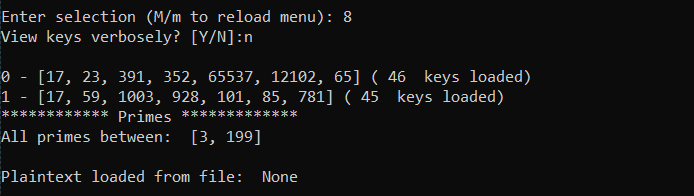 Enter selection (M/m to reload menu): 8
View keys verbosely? [Y/N]:n
0 - [17, 23, 391, 352, 65537, 12102, 65] ( 46  keys loaded)
1 - [17, 59, 1003, 928, 101, 85, 781] ( 45  keys loaded)
************ Primes *************
All primes between:  [3, 199]
Plaintext loaded from file:  None